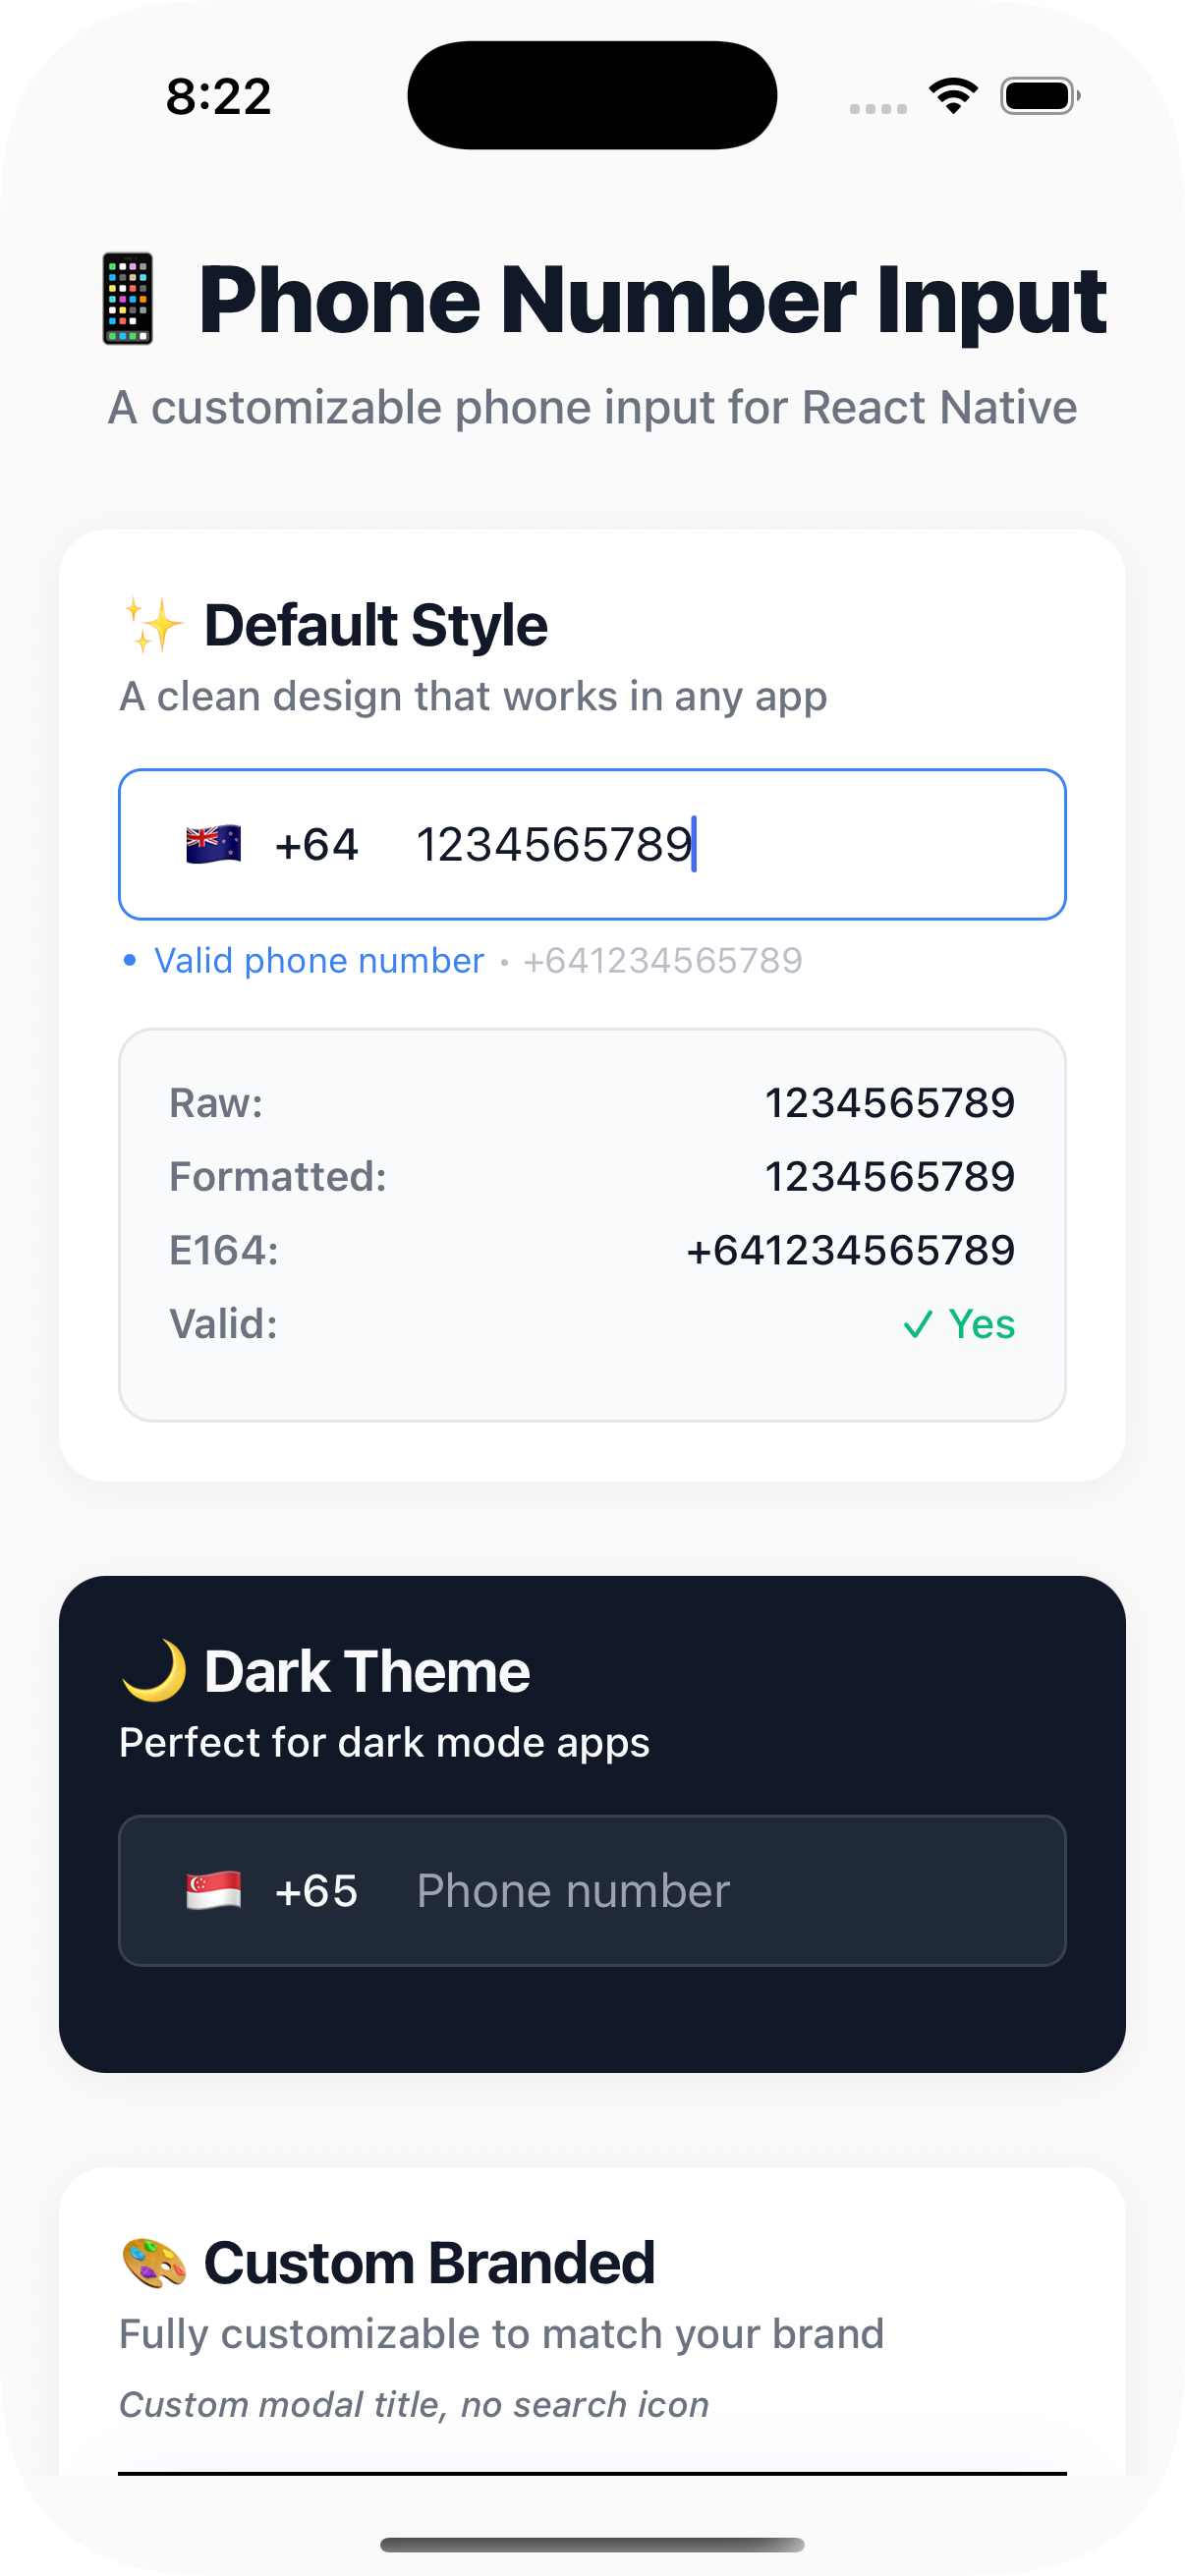 8:22
Phone Number Input
A customizable phone input for React Native
Default Style
A clean design that works in any app
+64 1234565789
• Valid phone number • +641234565789
Raw: 1234565789
Formatted: 1234565789
E164: +641234565789
Valid: ✓ Yes
Dark Theme
Perfect for dark mode apps
+65 Phone number
Custom Branded
Fully customizable to match your brand
Custom modal title, no search icon